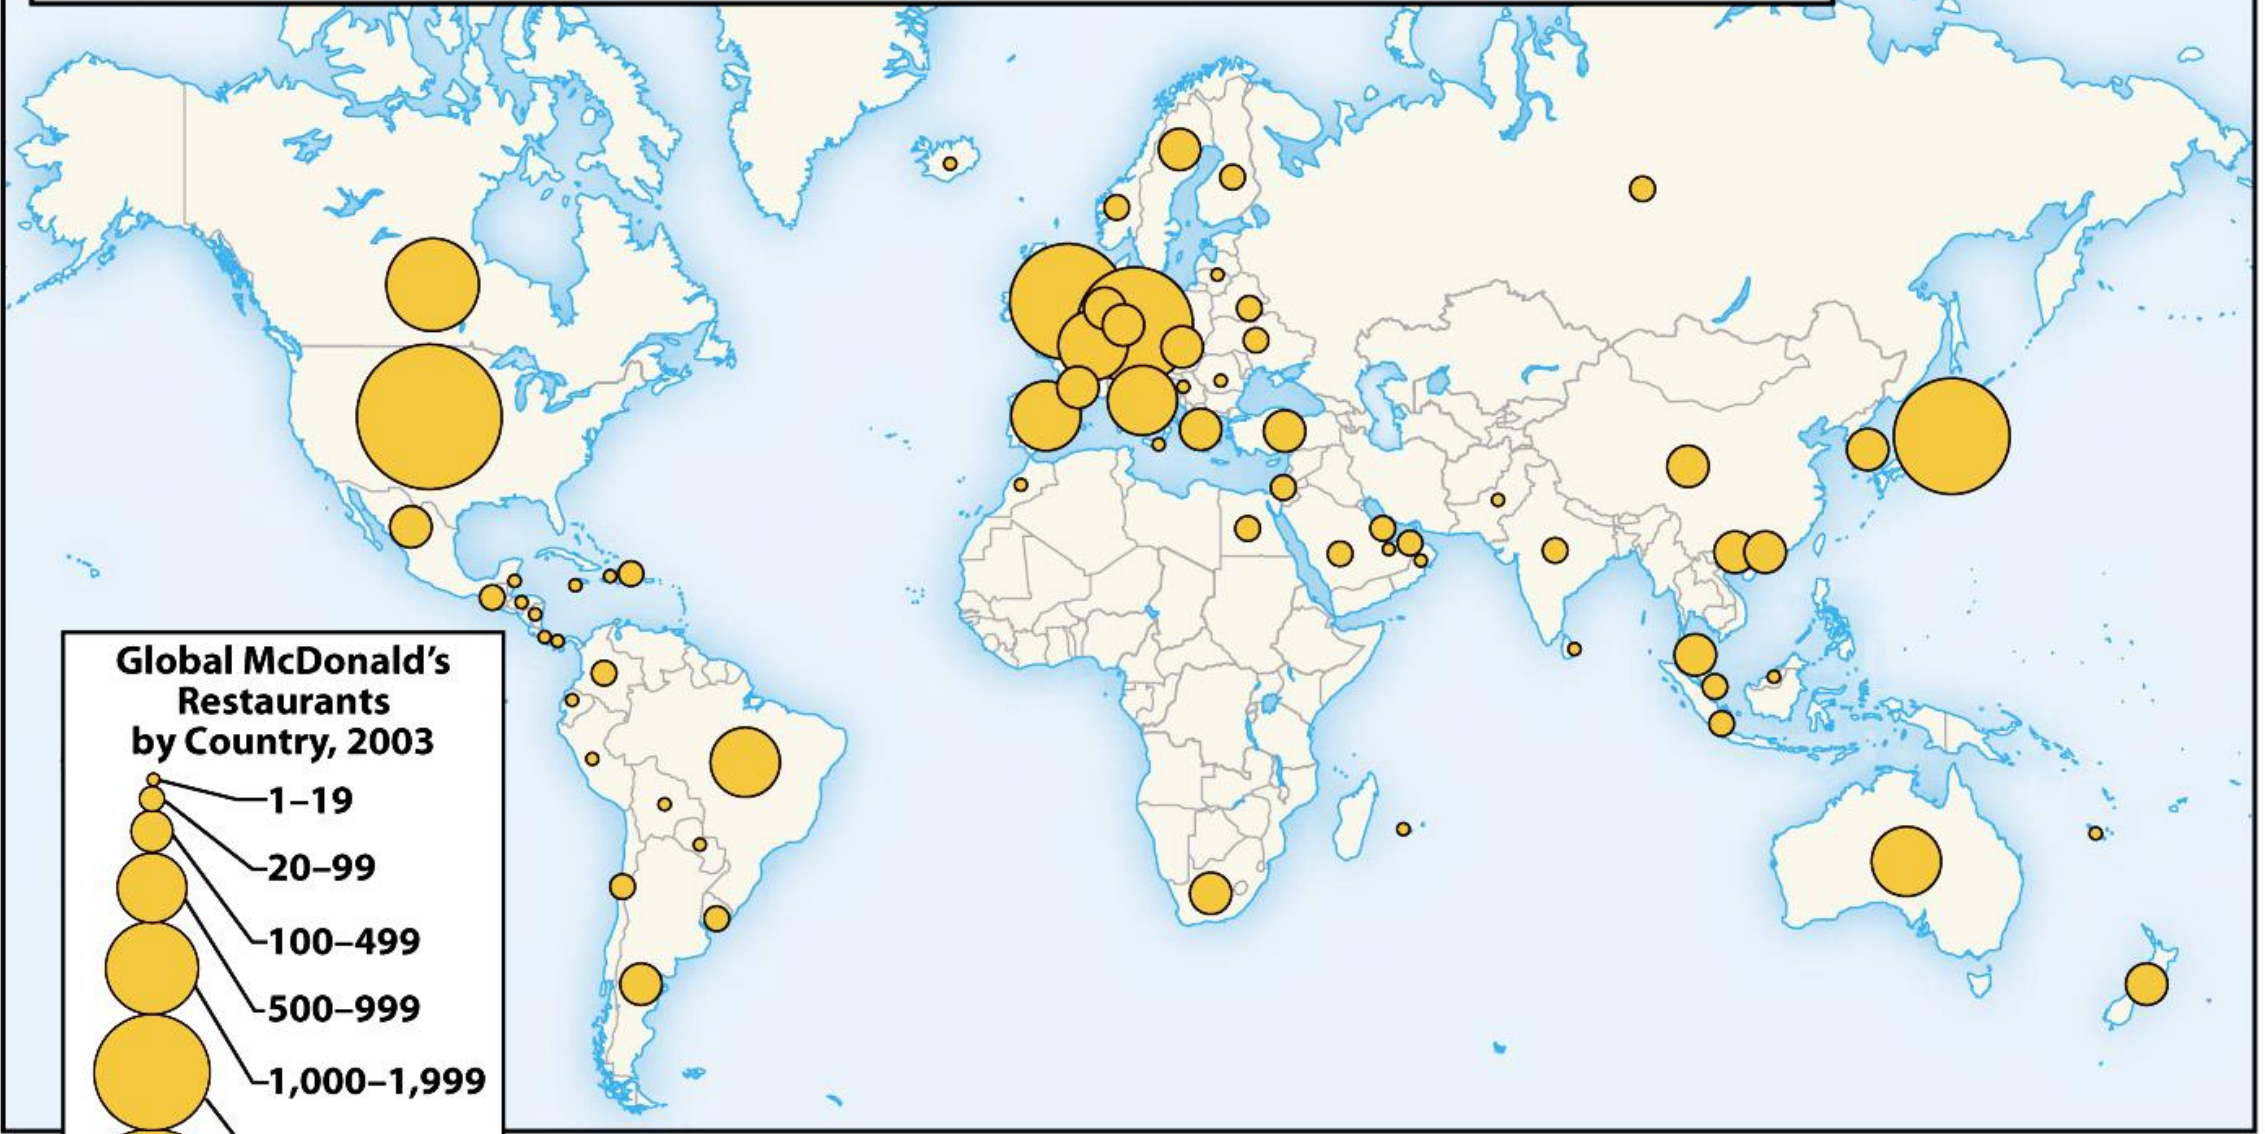 Global McDonald's
Restaurants
by Country, 2003
1–19
20–99
100–499
500–999
1,000–1,999